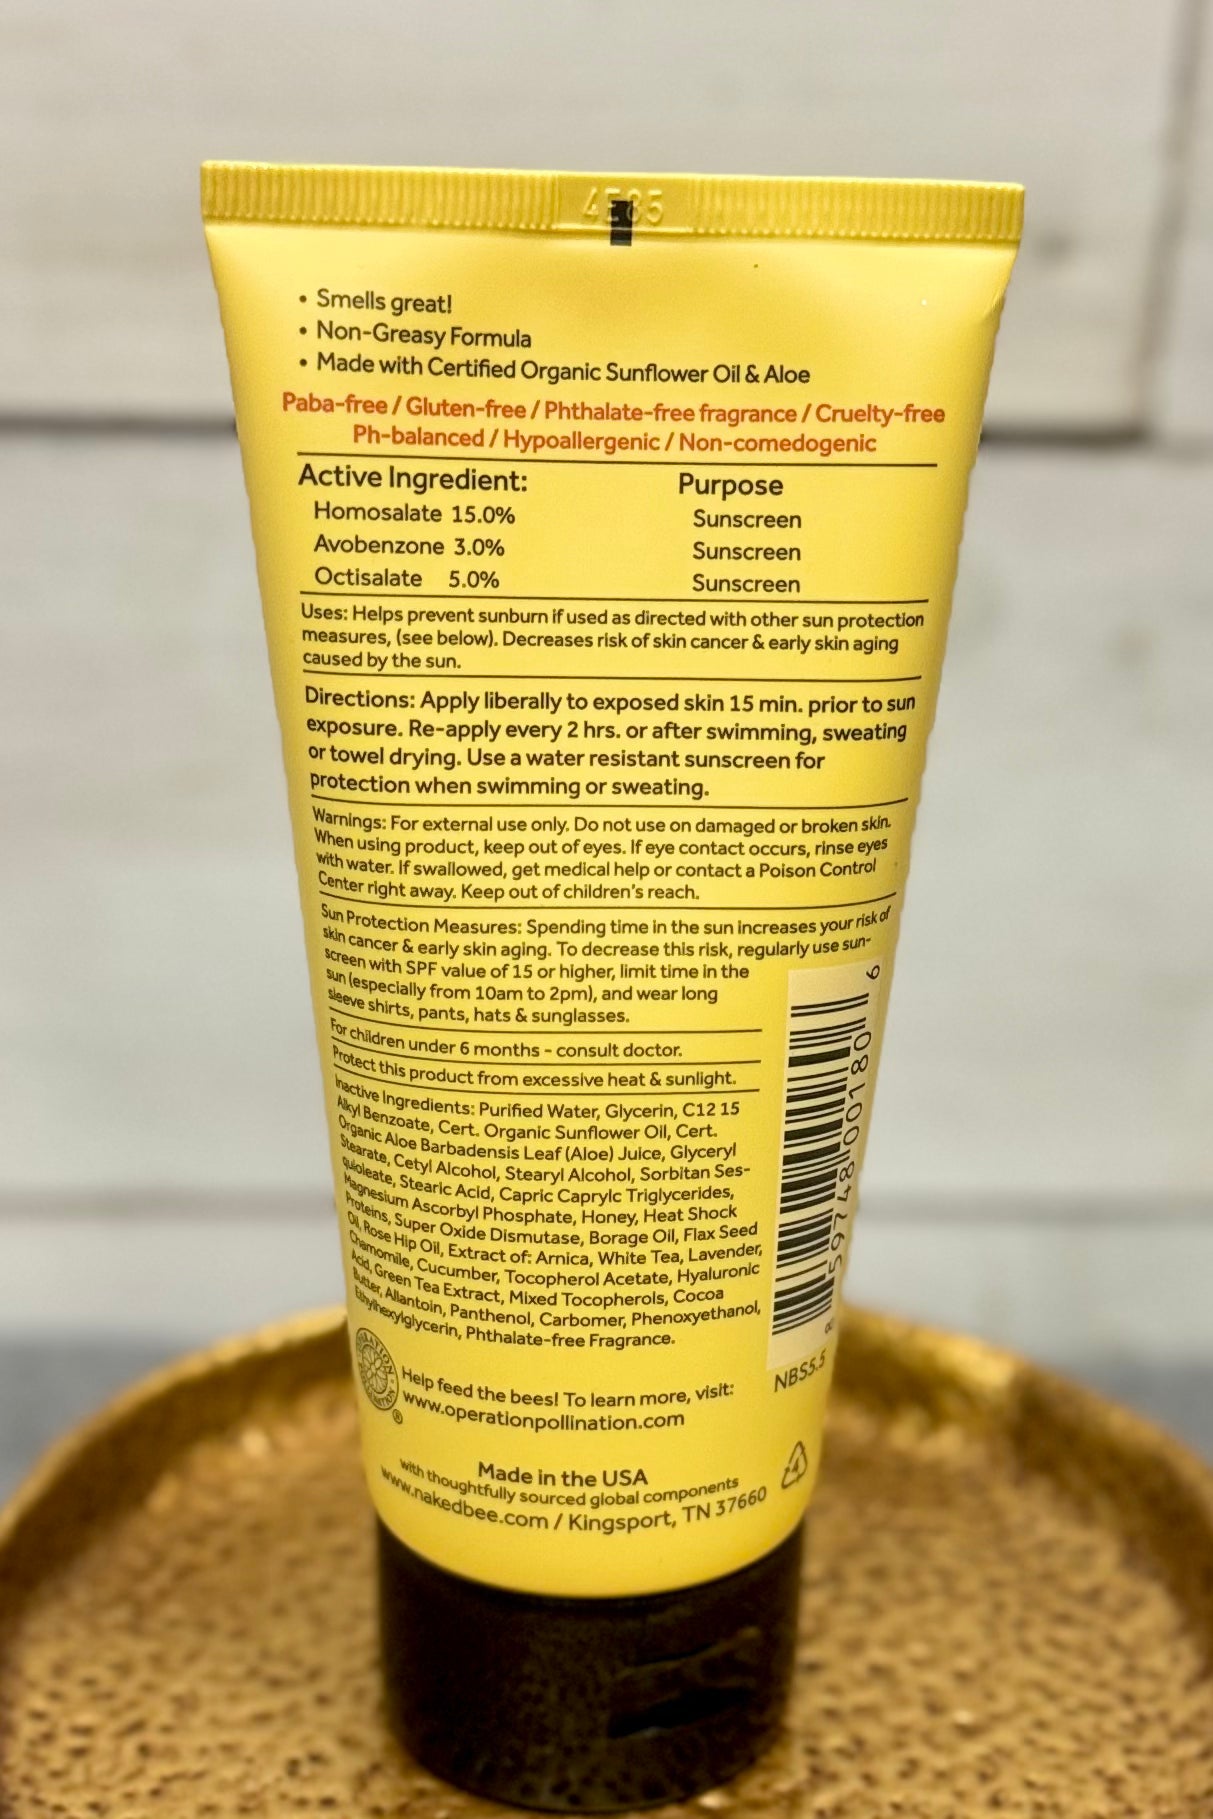 4E85
• Smells great!
• Non-Greasy Formula
• Made with Certified Organic Sunflower Oil & Aloe
Paba-free / Gluten-free / Phthalate-free fragrance / Cruelty-free
Ph-balanced / Hypoallergenic / Non-comedogenic
Active Ingredient: Purpose
Homosalate 15.0% Sunscreen
Avobenzone 3.0% Sunscreen
Octisalate 5.0% Sunscreen
Uses: Helps prevent sunburn if used as directed with other sun protection
measures, (see below). Decreases risk of skin cancer & early skin aging
caused by the sun.
Directions: Apply liberally to exposed skin 15 min. prior to sun
exposure. Re-apply every 2 hrs. or after swimming, sweating
or towel drying. Use a water resistant sunscreen for
protection when swimming or sweating.
Warnings: For external use only. Do not use on damaged or broken skin.
When using product, keep out of eyes. If eye contact occurs, rinse eyes
with water. If swallowed, get medical help or contact a Poison Control
Center right away. Keep out of children's reach.
Sun Protection Measures: Spending time in the sun increases your risk of
skin cancer & early skin aging. To decrease this risk, regularly use sun-
screen with SPF value of 15 or higher, limit time in the
sun (especially from 10am to 2pm), and wear long
sleeve shirts, pants, hats & sunglasses.
For children under 6 months - consult doctor.
Protect this product from excessive heat & sunlight.
Inactive Ingredients: Purified Water, Glycerin, C12 15
Alkyl Benzoate, Cert. Organic Sunflower Oil, Cert.
Organic Aloe Barbadensis Leaf (Aloe) Juice, Glyceryl
Stearate, Cetyl Alcohol, Stearyl Alcohol, Sorbitan Ses-
quioleate, Stearic Acid, Capric Caprylc Triglycerides,
Magnesium Ascorbyl Phosphate, Honey, Heat Shock
Proteins, Super Oxide Dismutase, Borage Oil, Flax Seed
Oil, Rose Hip Oil, Extract of: Arnica, White Tea, Lavender,
Chamomile, Cucumber, Tocopherol Acetate, Hyaluronic
Acid, Green Tea Extract, Mixed Tocopherols, Cocoa
Butter, Allantoin, Panthenol, Carbomer, Phenoxyethanol,
Ethylhexylglycerin, Phthalate-free Fragrance.
8 59748 00180 6
NBS5.5
OPERATION POLLINATION ®
Help feed the bees! To learn more, visit:
www.operationpollination.com
Made in the USA
with thoughtfully sourced global components
www.nakedbee.com / Kingsport, TN 37660
4